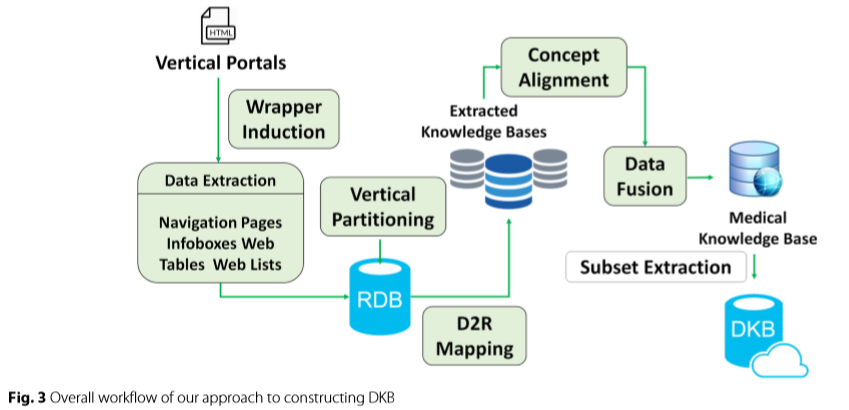 HTML
Vertical Portals
Wrapper
Induction
Data Extraction
Navigation Pages
Infoboxes Web
Tables Web Lists
Vertical
Partitioning
RDB
D2R
Mapping
Extracted
Knowledge Bases
Concept
Alignment
Data
Fusion
Medical
Knowledge Base
Subset Extraction
DKB
Fig. 3 Overall workflow of our approach to constructing DKB